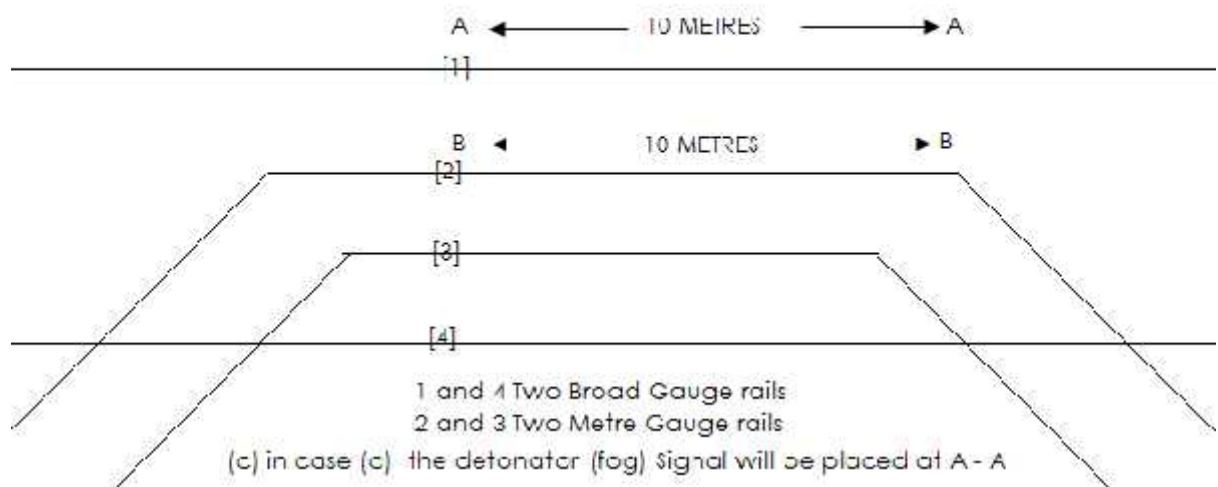 A 10 METRES A
[1]
B 10 METRES B
[2]
[3]
[4]
1 and 4 Two Broad Gauge rails
2 and 3 Two Metre Gauge rails
(c) in case (c) the detonator (fog) Signal will be placed at A - A